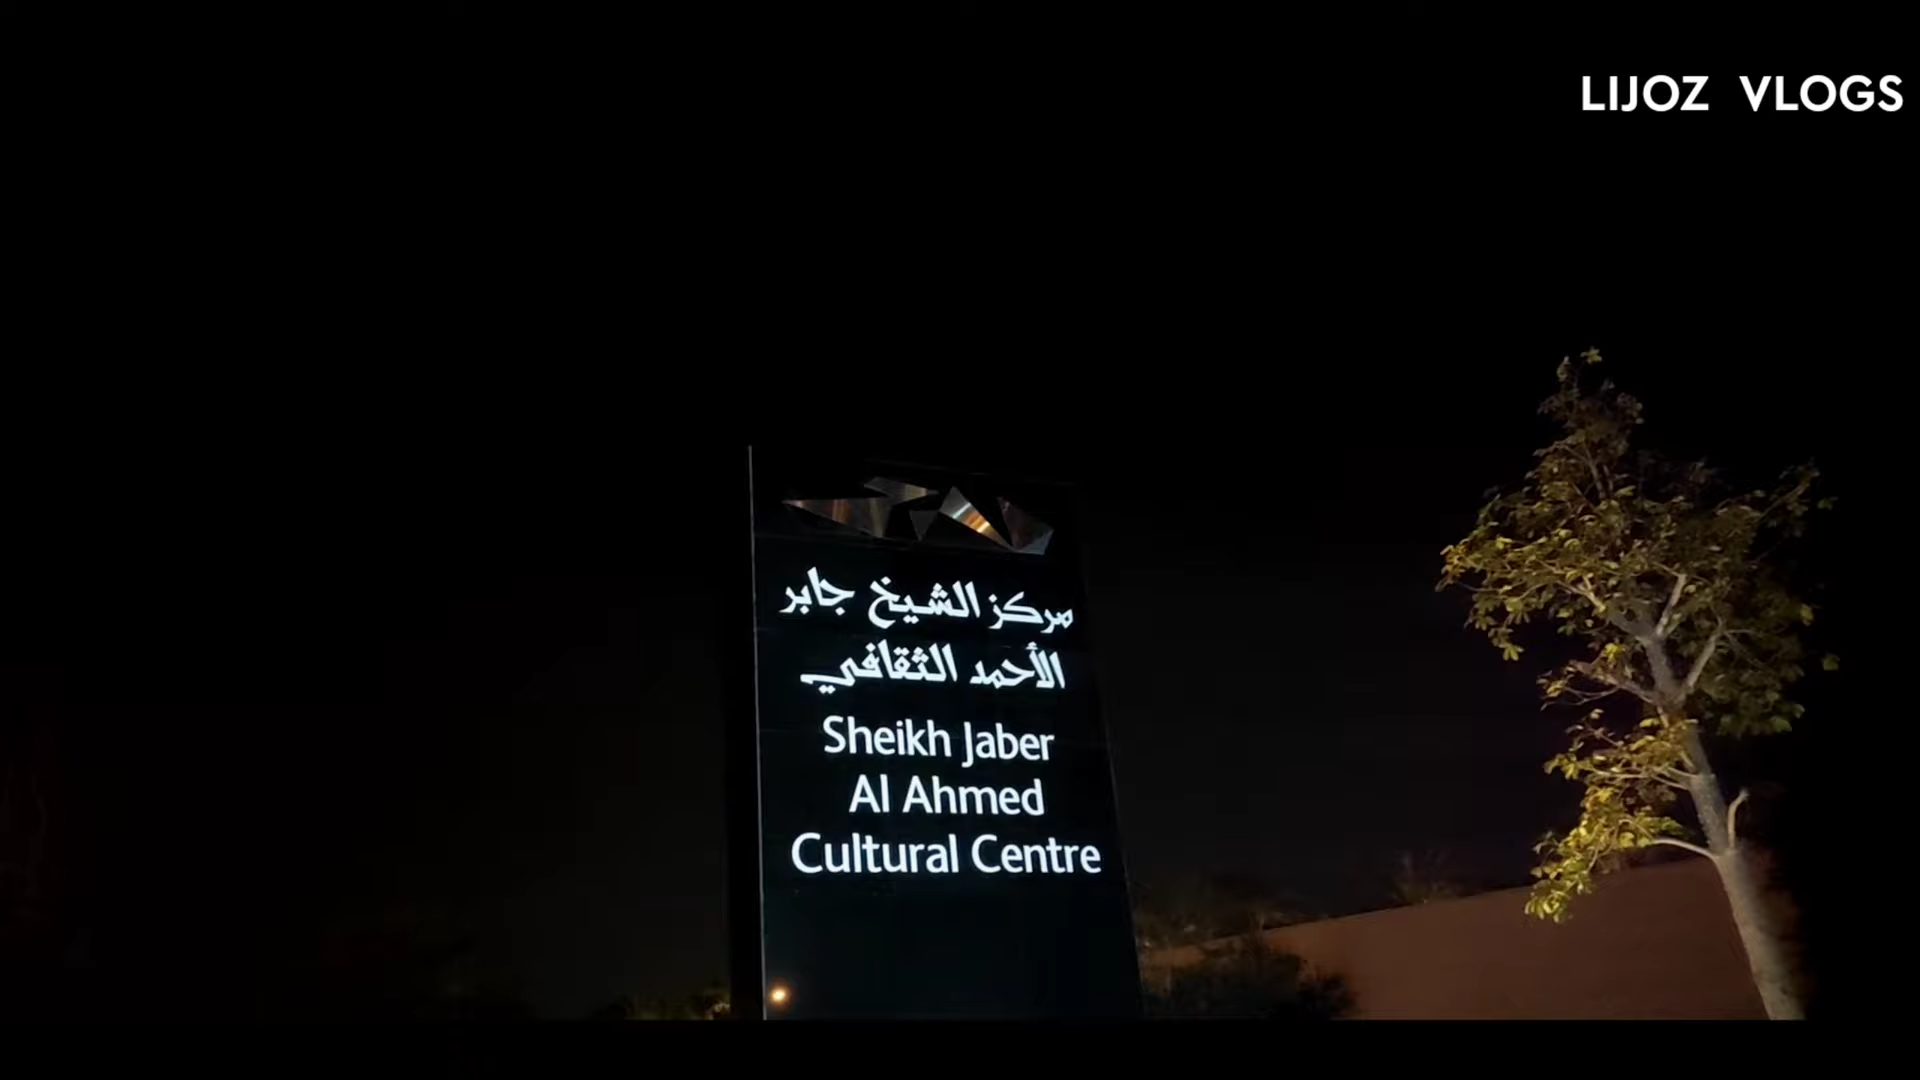 LIJOZ VLOGS
مركز الشيخ جابر
الأحمد الثقافي
Sheikh Jaber
Al Ahmed
Cultural Centre